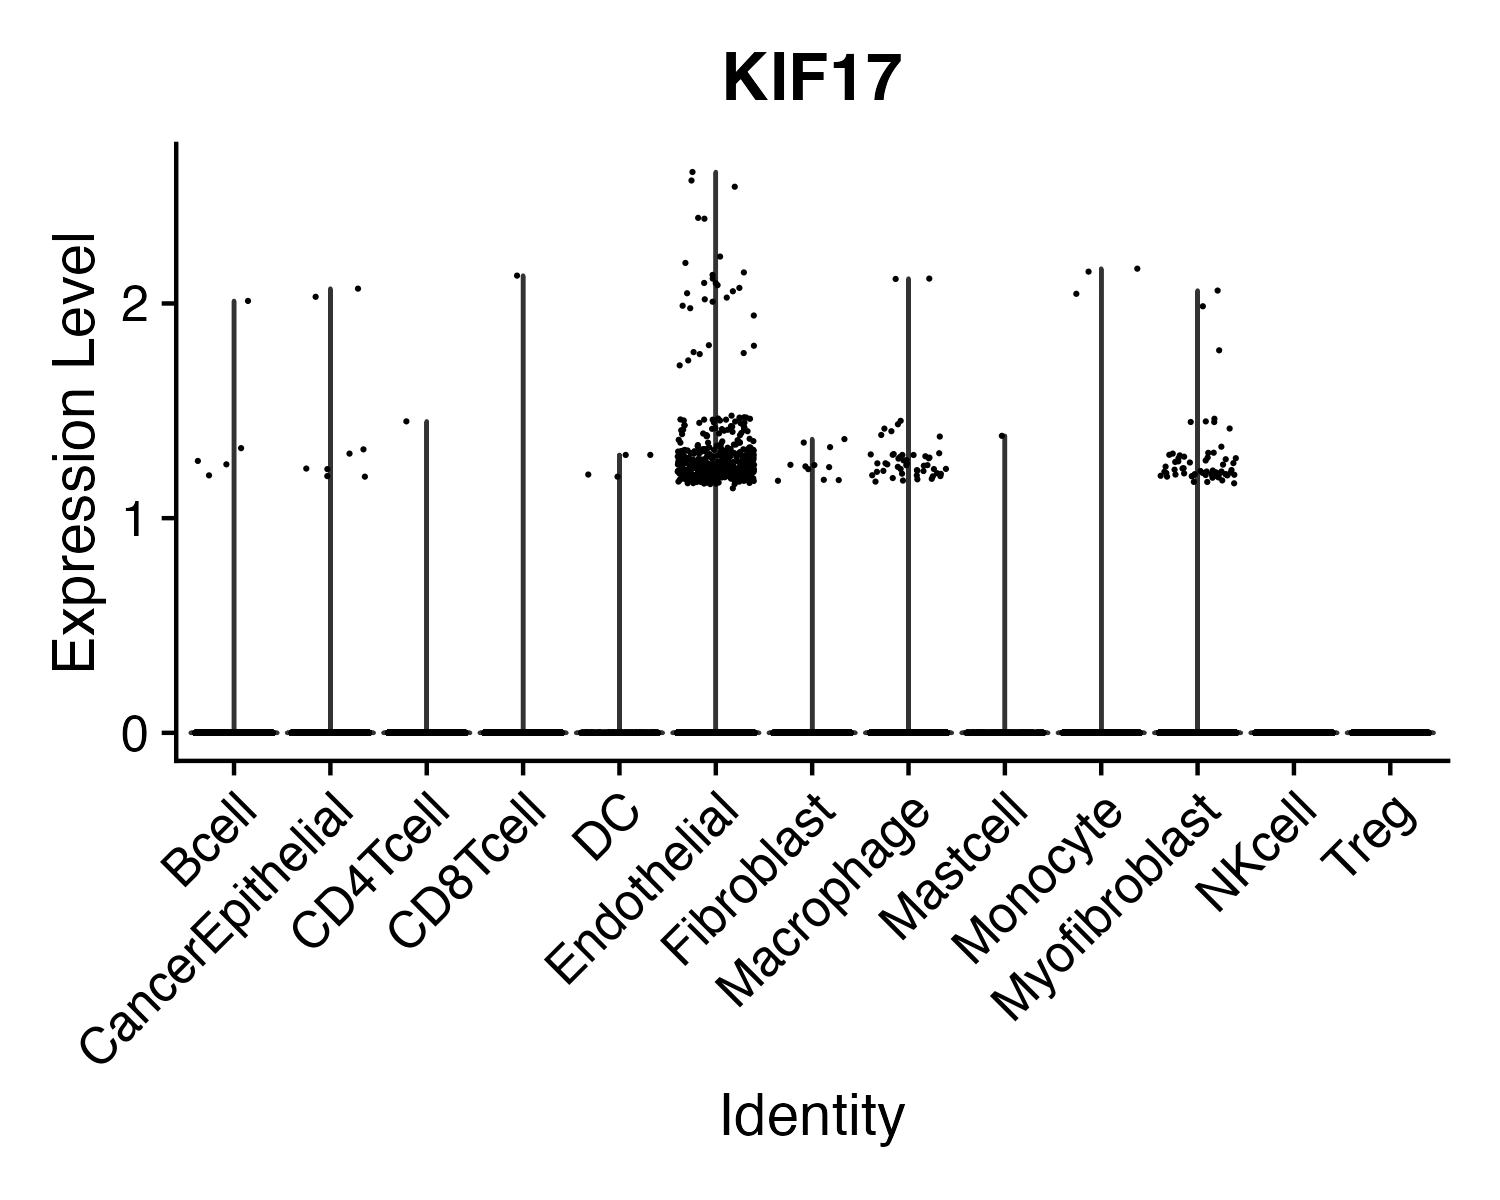 KIF17
Expression Level
2
1
0
Bcell
CancerEpithelial
CD4Tcell
CD8Tcell
DC
Endothelial
Fibroblast
Macrophage
Mastcell
Monocyte
Myofibroblast
NKcell
Treg
Identity